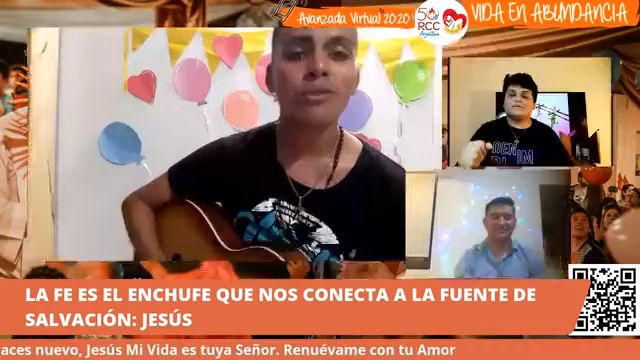 Avanzada Virtual 2020
50
RCC
Argentina
VIDA EN ABUNDANCIA
DENIM
LA FE ES EL ENCHUFE QUE NOS CONECTA A LA FUENTE DE
SALVACIÓN: JESÚS
aces nuevo, Jesús Mi Vida es tuya Señor. Renuévame con tu Amor